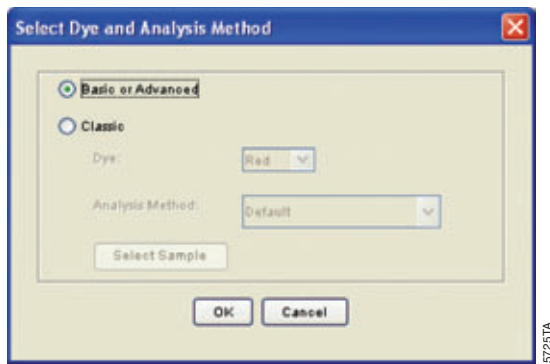 Select Dye and Analysis Method
Basic or Advanced
Classic
Dye:
Red
Analysis Method:
Default
Select Sample
OK
Cancel
5725TA